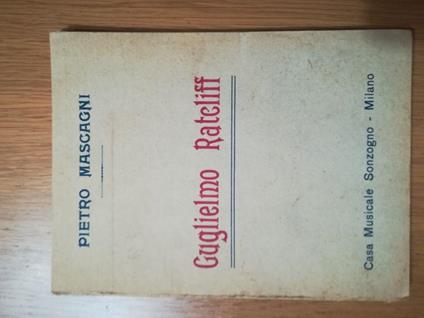 PIETRO MASCAGNI
Guglielmo Ratcliff
Casa Musicale Sonzogno - Milano